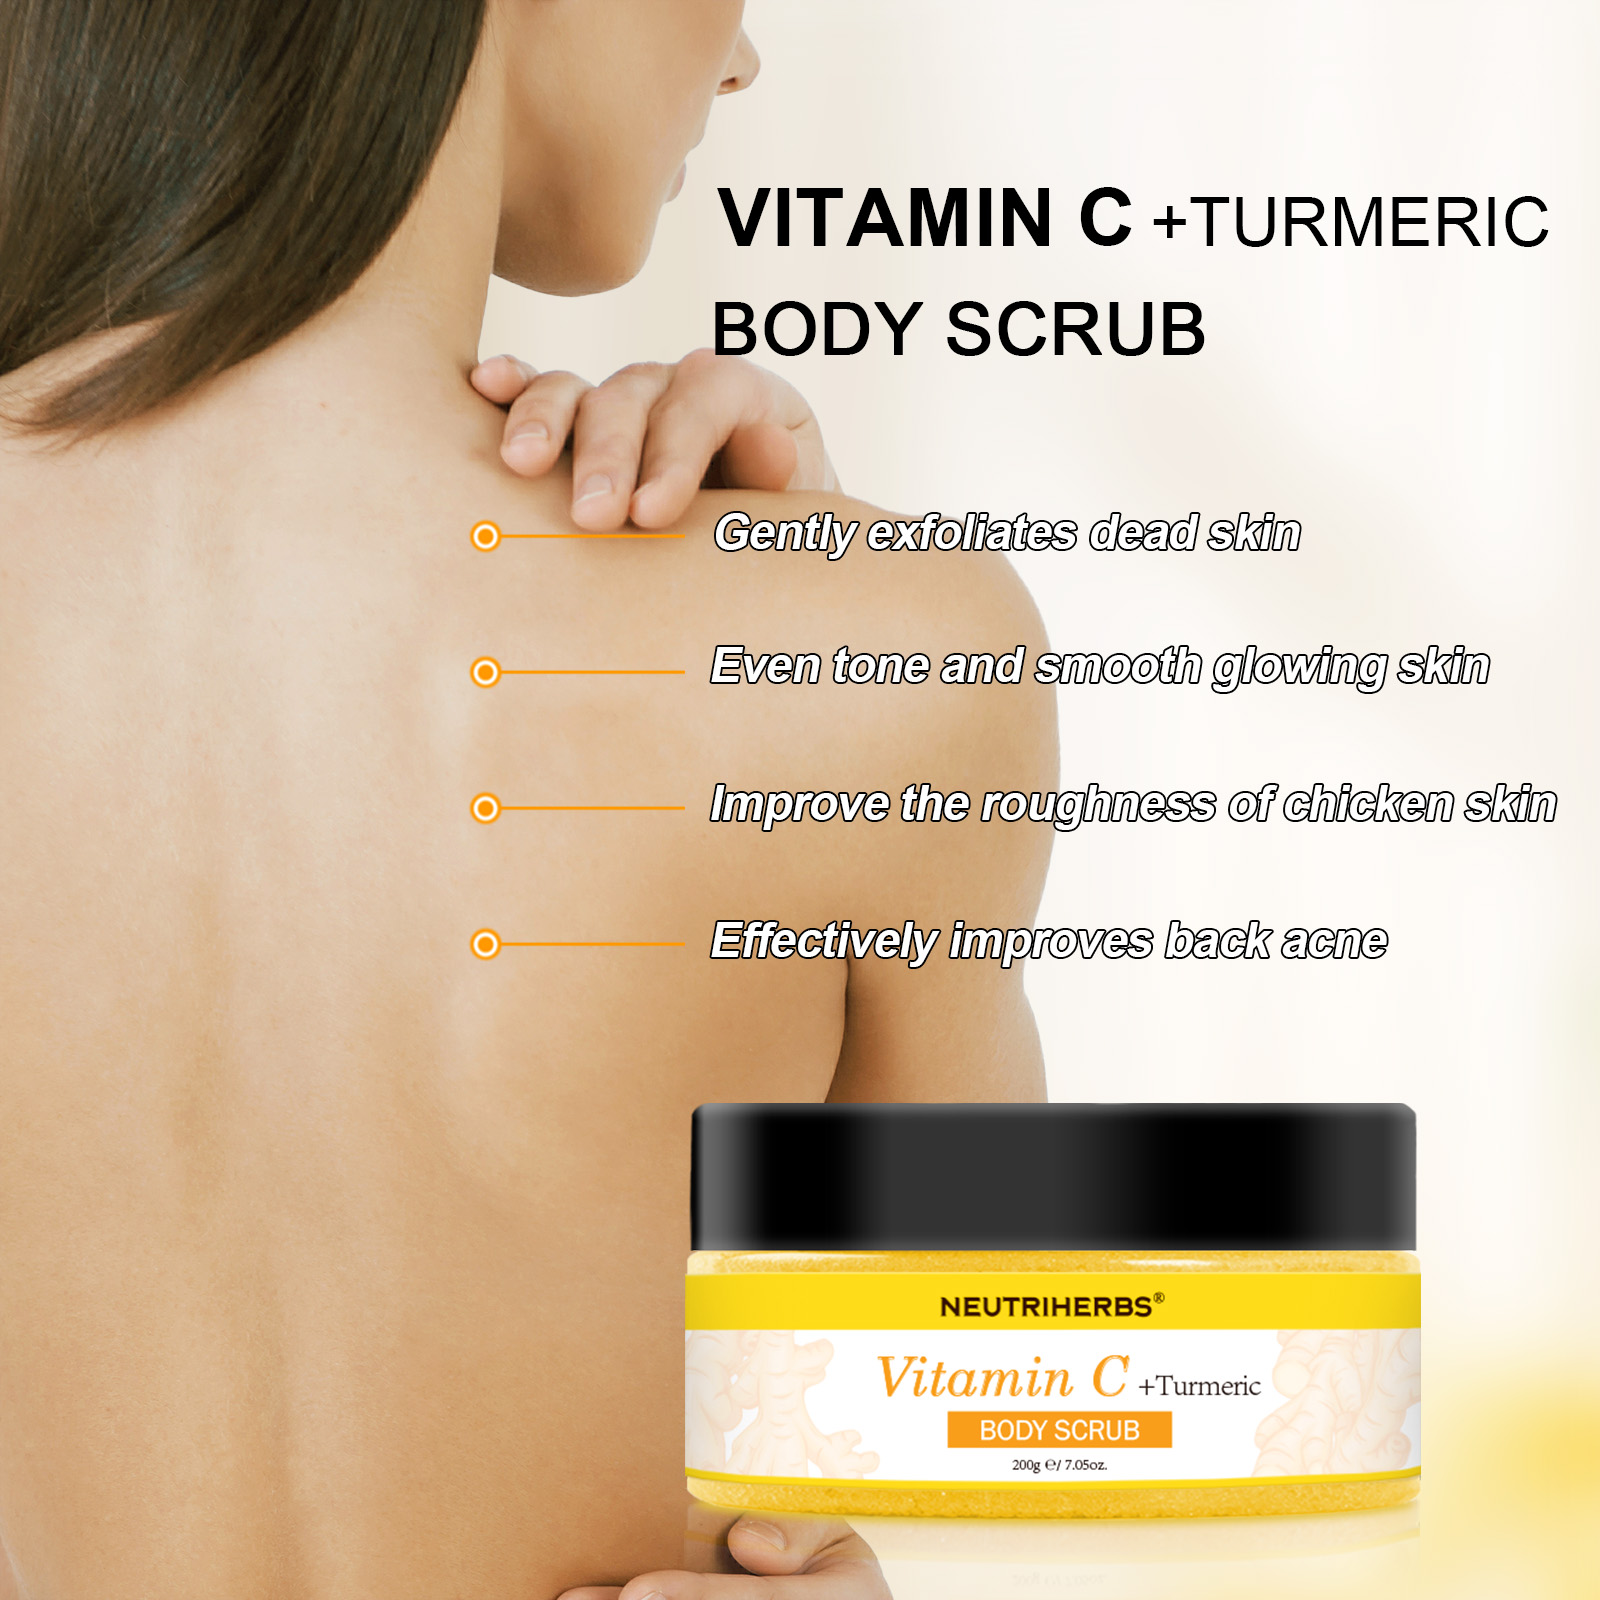 VITAMIN C +TURMERIC
BODY SCRUB
Gently exfoliates dead skin
Even tone and smooth glowing skin
Improve the roughness of chicken skin
Effectively improves back acne
NEUTRIHERBS®
Vitamin C +Turmeric
BODY SCRUB
200g ℮/ 7.05oz.